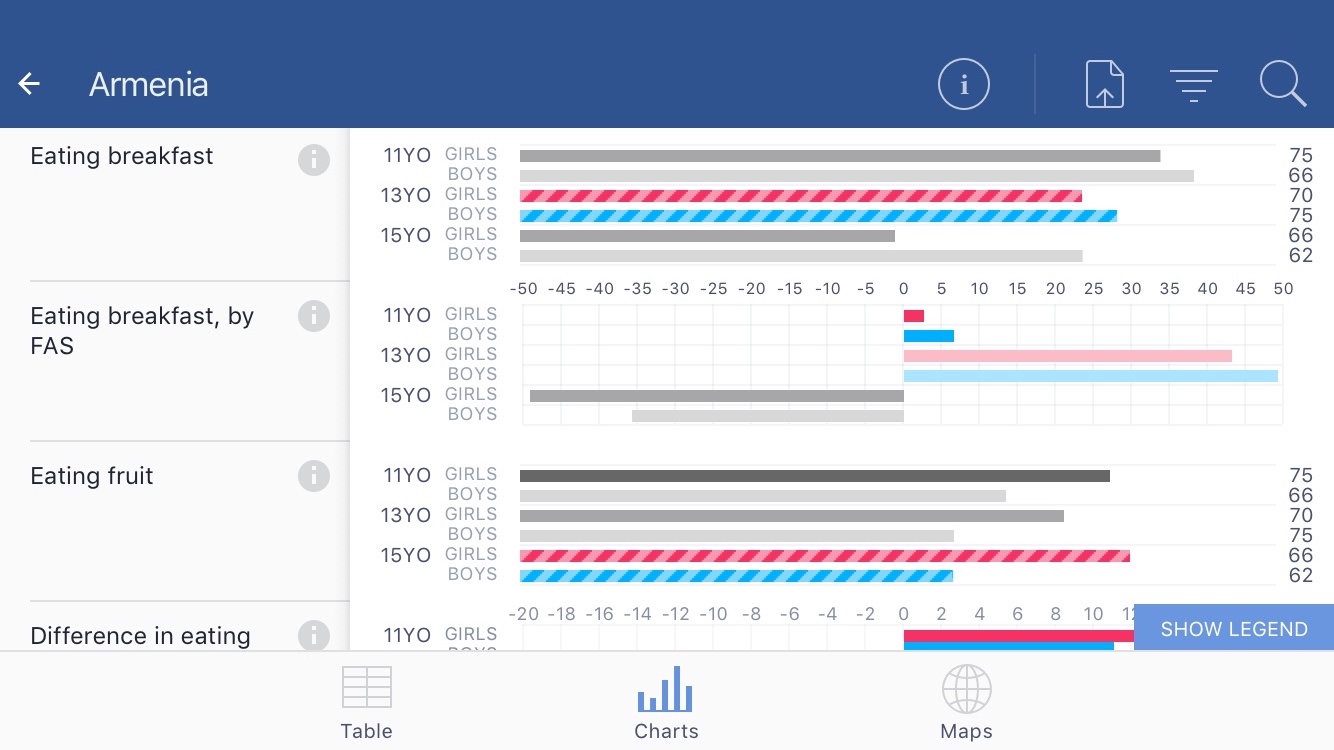 Armenia
Eating breakfast
11YO GIRLS 75
BOYS 66
13YO GIRLS 70
BOYS 75
15YO GIRLS 66
BOYS 62
-50 -45 -40 -35 -30 -25 -20 -15 -10 -5 0 5 10 15 20 25 30 35 40 45 50
Eating breakfast, by
FAS
11YO GIRLS
BOYS
13YO GIRLS
BOYS
15YO GIRLS
BOYS
Eating fruit
11YO GIRLS 75
BOYS 66
13YO GIRLS 70
BOYS 75
15YO GIRLS 66
BOYS 62
-20 -18 -16 -14 -12 -10 -8 -6 -4 -2 0 2 4 6 8 10
SHOW LEGEND
Difference in eating
11YO GIRLS
Table
Charts
Maps